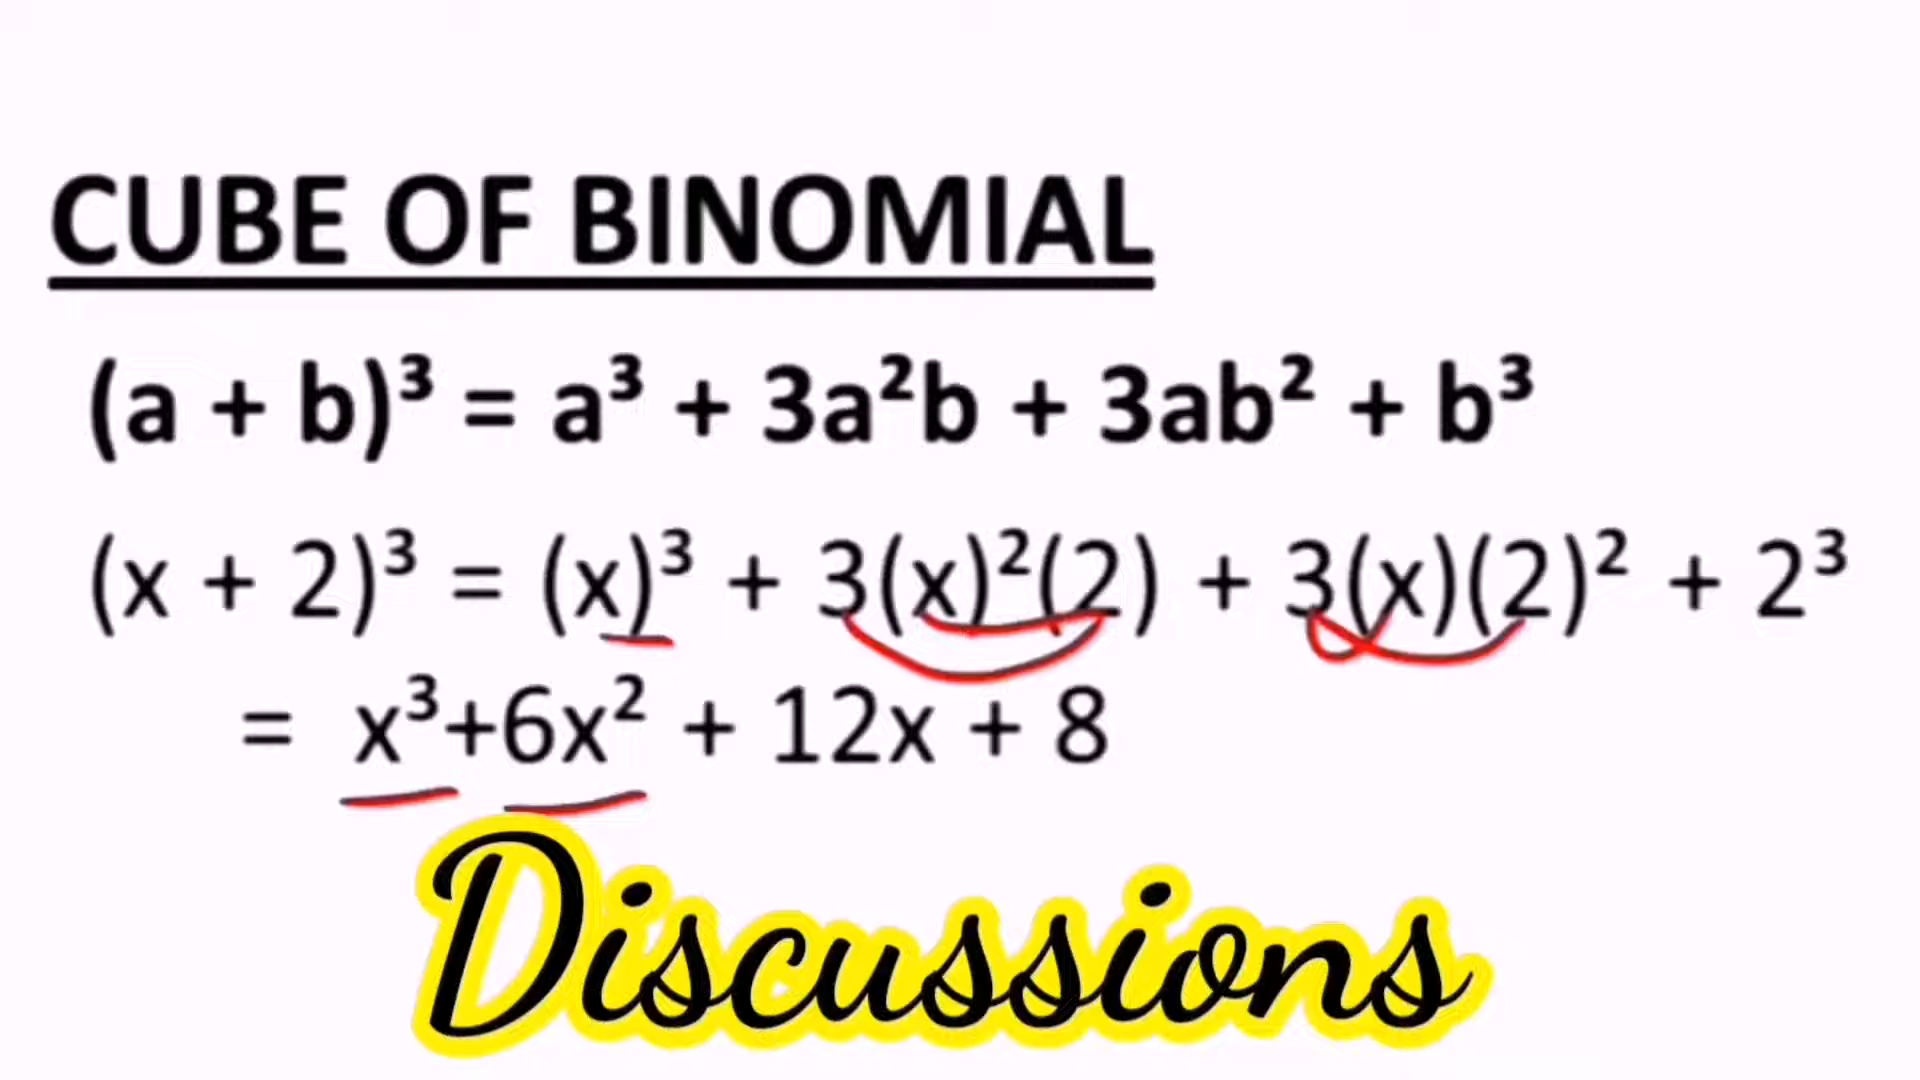 CUBE OF BINOMIAL
(a + b)³ = a³ + 3a²b + 3ab² + b³
(x + 2)³ = (x)³ + 3(x)²(2) + 3(x)(2)² + 2³
= x³+6x² + 12x + 8
Discussions